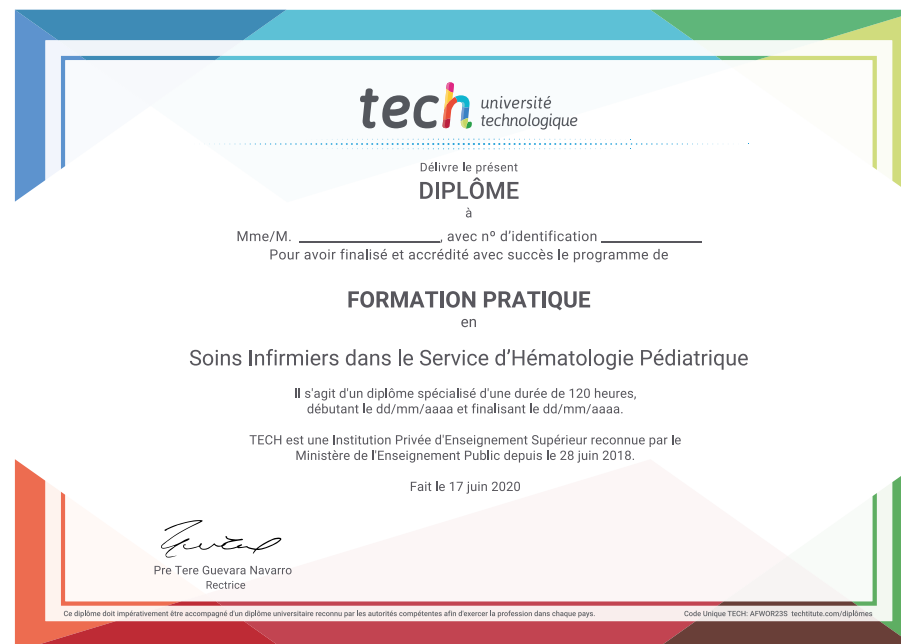 tech université
technologique
Délivre le présent
DIPLÔME
à
Mme/M. ____________________, avec nº d'identification ______________
Pour avoir finalisé et accrédité avec succès le programme de
FORMATION PRATIQUE
en
Soins Infirmiers dans le Service d'Hématologie Pédiatrique
Il s'agit d'un diplôme spécialisé d'une durée de 120 heures,
débutant le dd/mm/aaaa et finalisant le dd/mm/aaaa.
TECH est une Institution Privée d'Enseignement Supérieur reconnue par le
Ministère de l'Enseignement Public depuis le 28 juin 2018.
Fait le 17 juin 2020
Pre Tere Guevara Navarro
Rectrice
Ce diplôme doit impérativement être accompagné d'un diplôme universitaire reconnu par les autorités compétentes afin d'exercer la profession dans chaque pays.
Code Unique TECH: AFWOR23S techtitute.com/diplômes